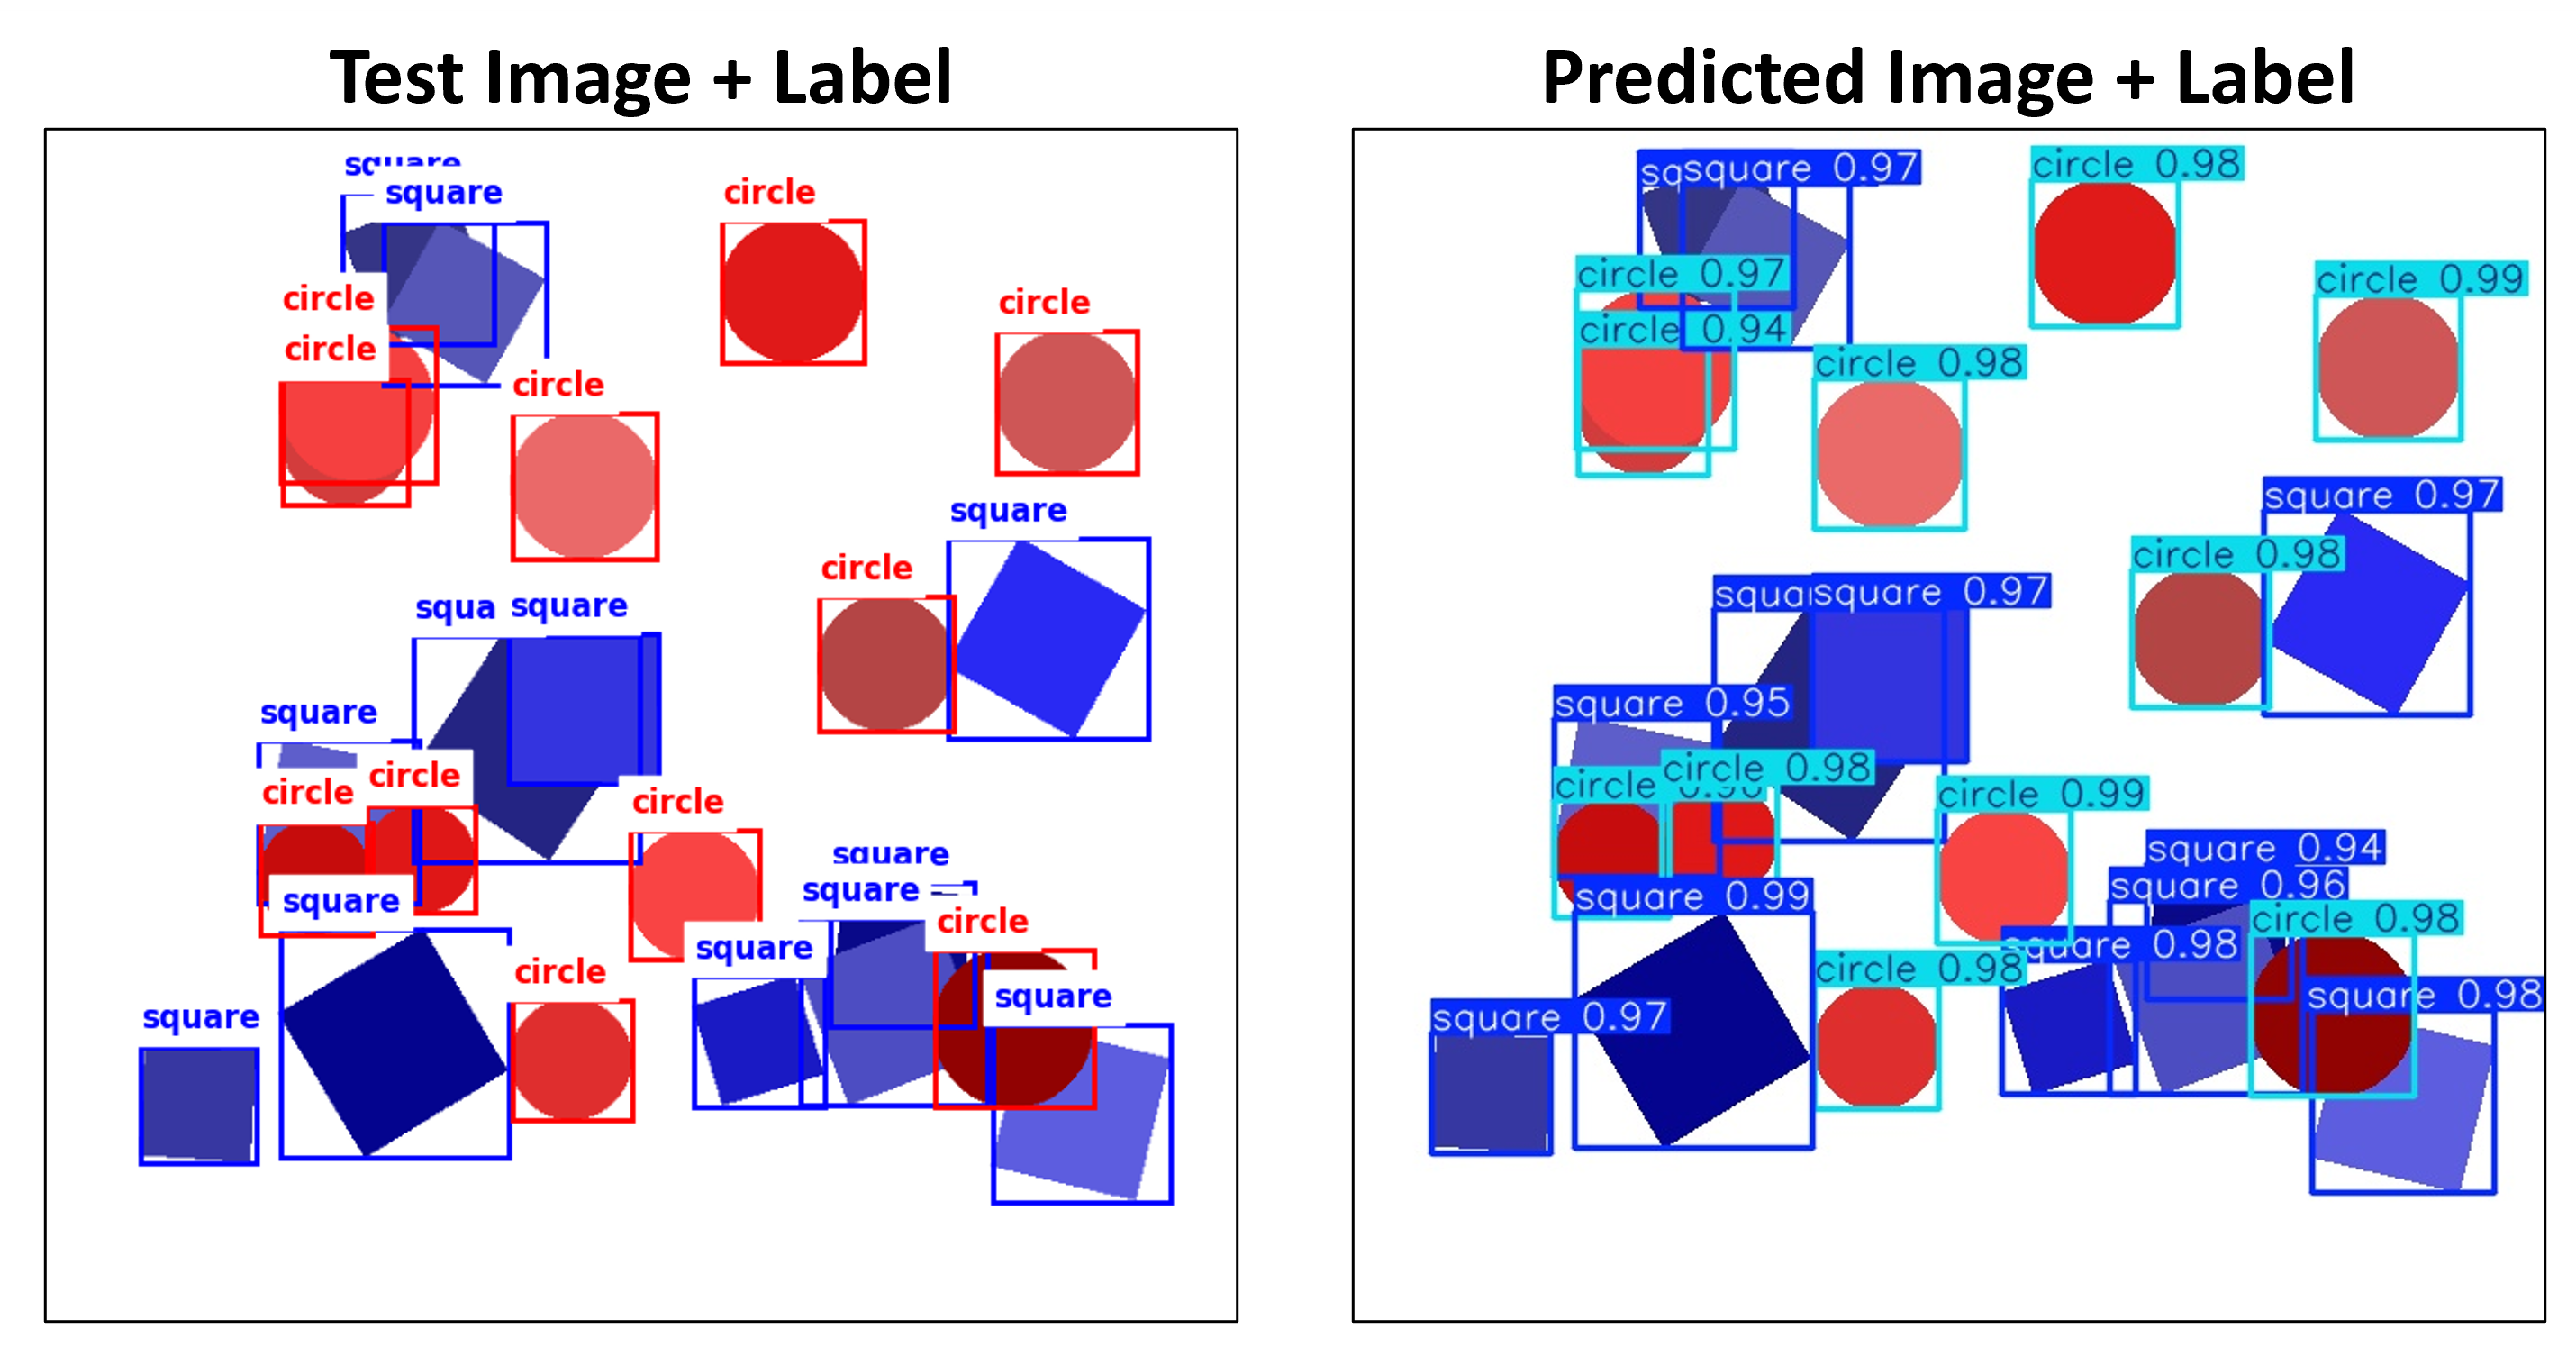 Test Image + Label
square
square
circle
circle
circle
circle
circle
square
circle
squa
square
square
circle
circle
circle
square
square
square
circle
square
circle
square
square
Predicted Image + Label
circle 0.98
sq
square 0.97
circle 0.97
circle 0.99
circle 0.94
circle 0.98
square 0.97
circle 0.98
squa
square 0.97
square 0.95
circle 0.98
circle
circle 0.99
square 0.94
square 0.96
square 0.99
circle 0.98
square 0.98
circle 0.98
square 0.98
square 0.97